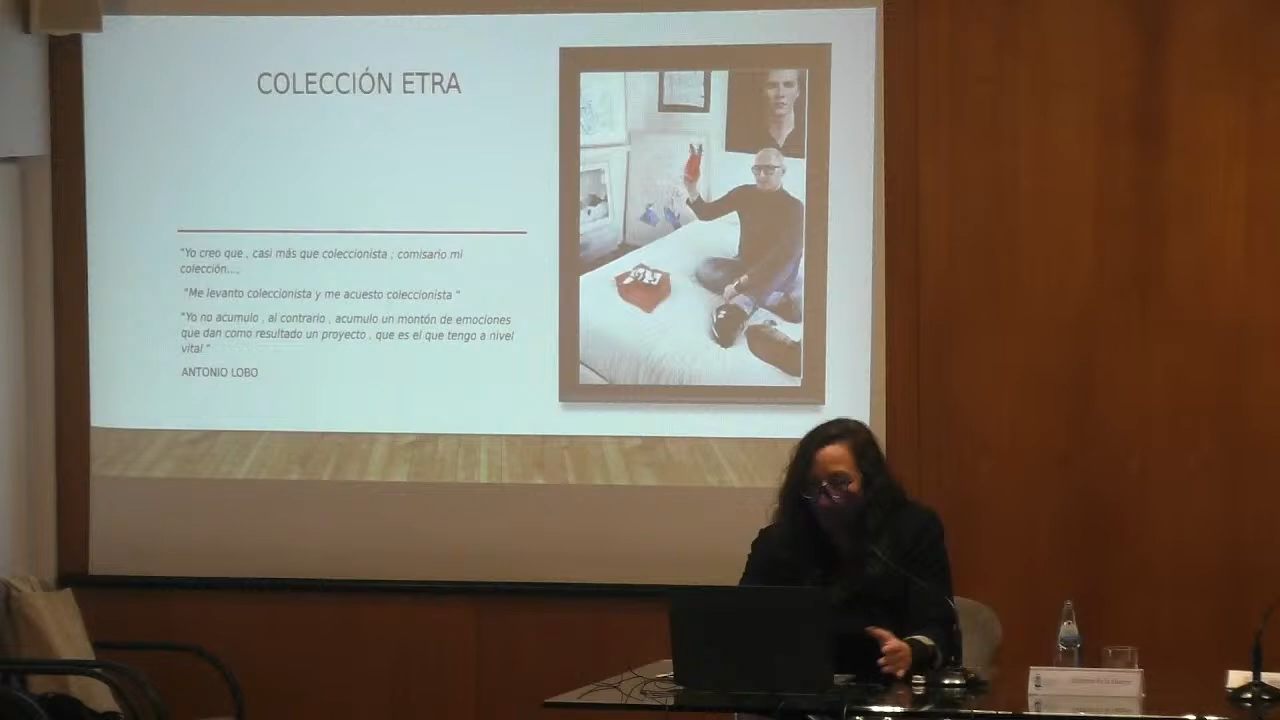 COLECCIÓN ETRA
"Yo creo que , casi más que coleccionista ; comisario mi
colección...,
"Me levanto coleccionista y me acuesto coleccionista "
"Yo no acumulo , al contrario , acumulo un montón de emociones
que dan como resultado un proyecto , que es el que tengo a nivel
vital "
ANTONIO LOBO